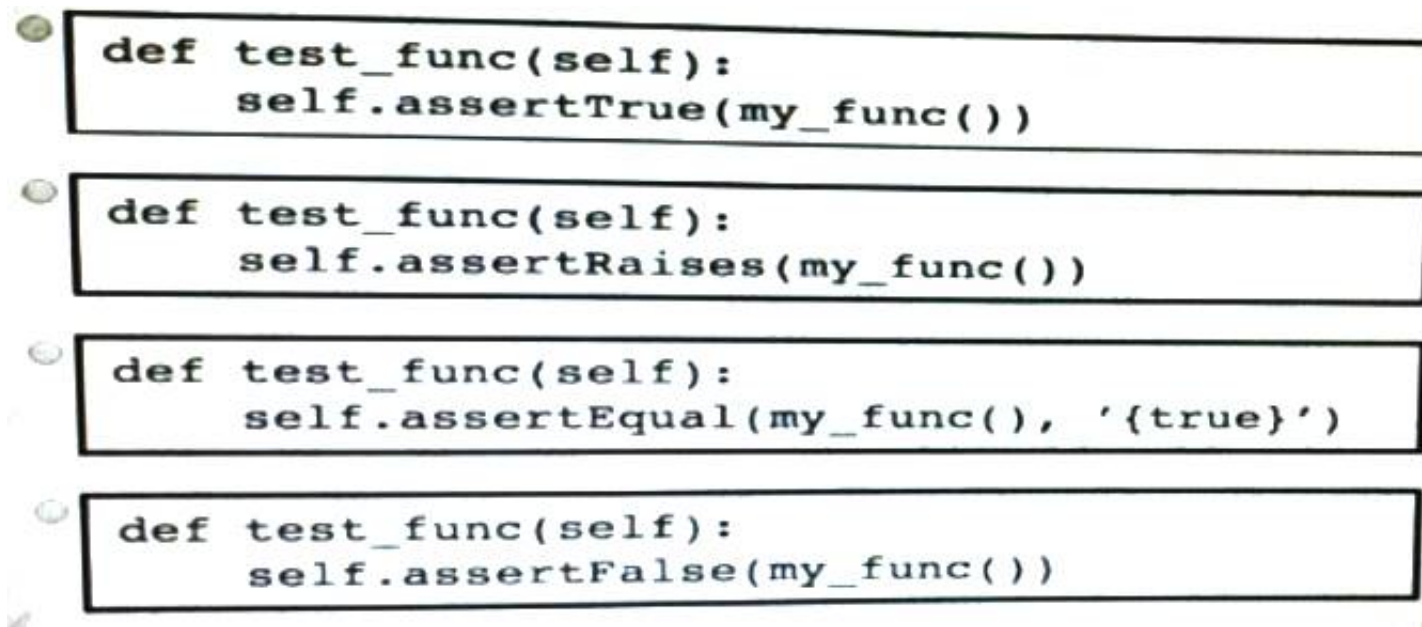 def test_func(self):
self.assertTrue(my_func())
def test_func(self):
self.assertRaises(my_func())
def test_func(self):
self.assertEqual(my_func(), '{true}')
def test_func(self):
self.assertFalse(my_func())